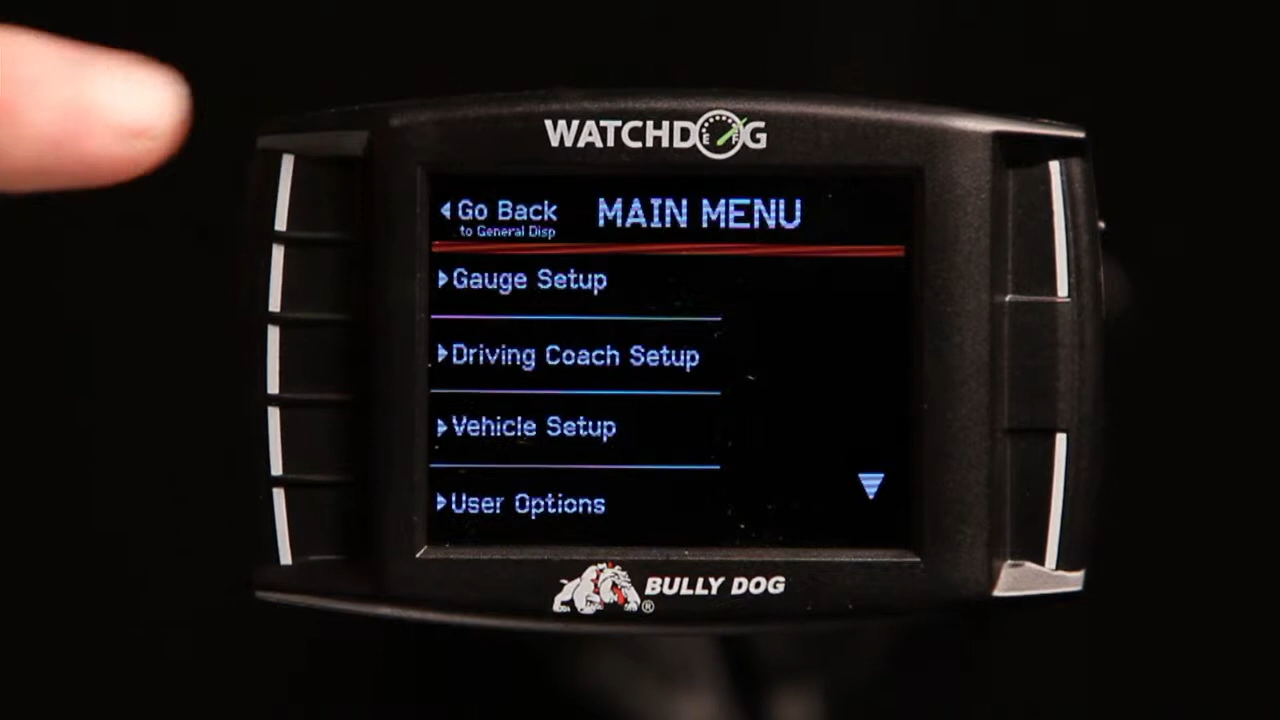 WATCHDOG
Go Back
to General Disp
MAIN MENU
Gauge Setup
Driving Coach Setup
Vehicle Setup
User Options
BULLY DOG®